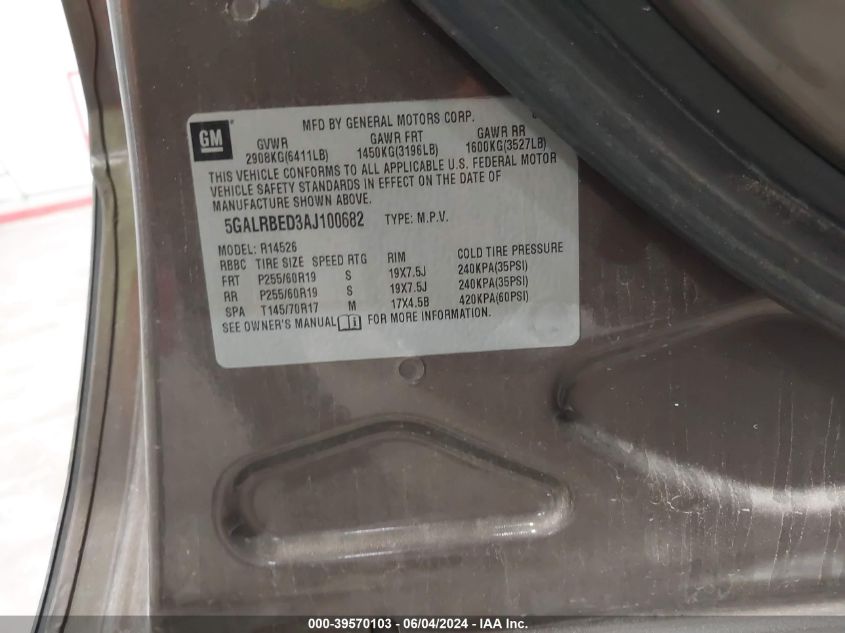 MFD BY GENERAL MOTORS CORP.
GM
GVWR GAWR FRT GAWR RR
2908KG(6411LB) 1450KG(3196LB) 1600KG(3527LB)
THIS VEHICLE CONFORMS TO ALL APPLICABLE U.S. FEDERAL MOTOR
VEHICLE SAFETY STANDARDS IN EFFECT ON THE DATE OF
MANUFACTURE SHOWN ABOVE.
5GALRBED3AJ100682 TYPE: M.P.V.
MODEL: R14526
RBBC TIRE SIZE SPEED RTG RIM COLD TIRE PRESSURE
FRT P255/60R19 S 19X7.5J 240KPA(35PSI)
RR P255/60R19 S 19X7.5J 240KPA(35PSI)
SPA T145/70R17 M 17X4.5B 420KPA(60PSI)
SEE OWNER'S MANUAL FOR MORE INFORMATION.
000-39570103 - 06/04/2024 - IAA Inc.